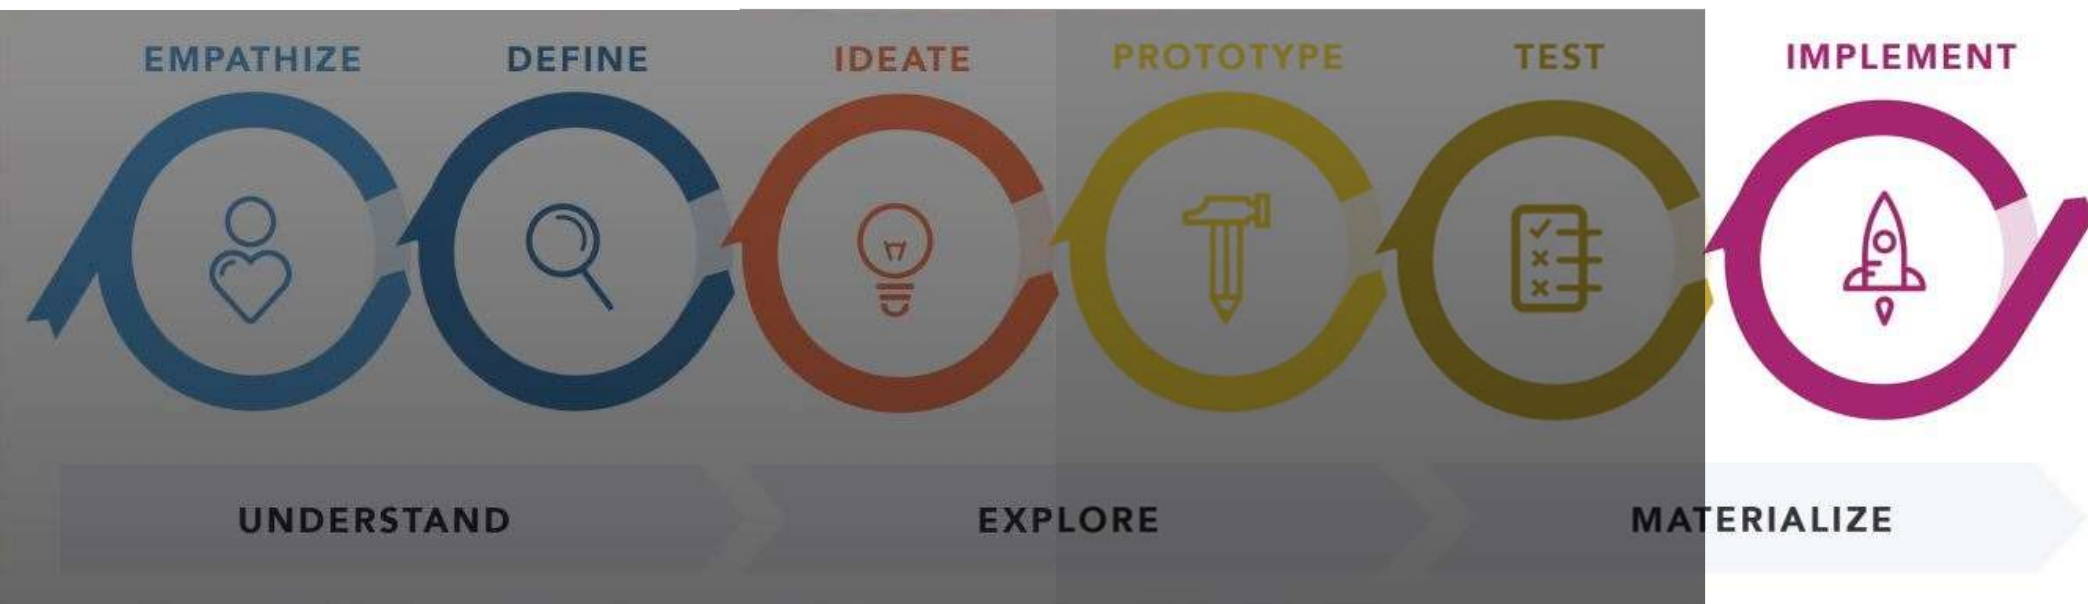 EMPATHIZE DEFINE IDEATE PROTOTYPE TEST IMPLEMENT
UNDERSTAND EXPLORE MATERIALIZE